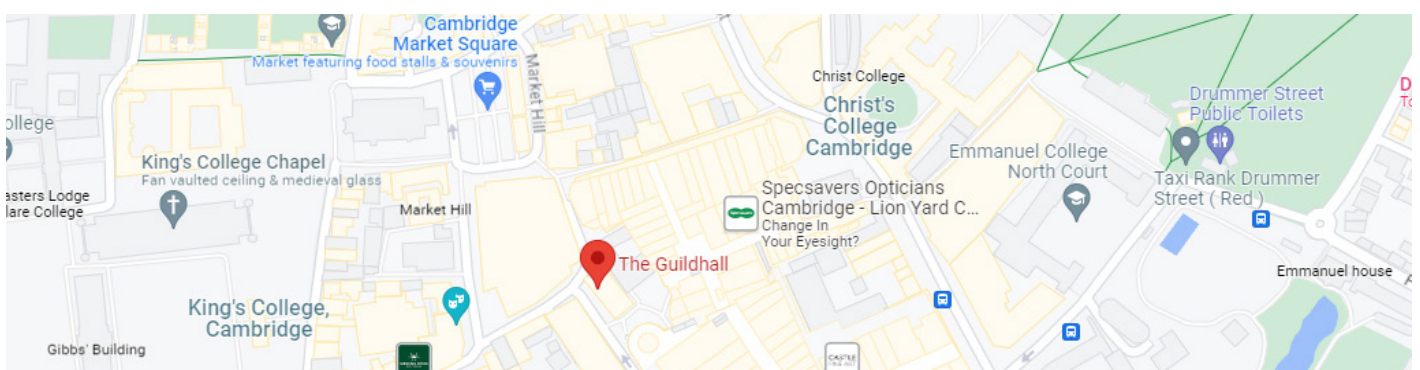 Cambridge
Market Square
Market featuring food stalls & souvenirs
Market Hill
Christ College
Christ's
College
Cambridge
Drummer Street
Public Toilets
D
To
ollege
King's College Chapel
Fan vaulted ceiling & medieval glass
Emmanuel College
North Court
Taxi Rank Drummer
Street ( Red )
asters Lodge
lare College
Market Hill
Specsavers Opticians
Cambridge - Lion Yard C...
Change In
Your Eyesight?
Specsavers
The Guildhall
Emmanuel house
King's College,
Cambridge
Gibbs' Building
CASTLE